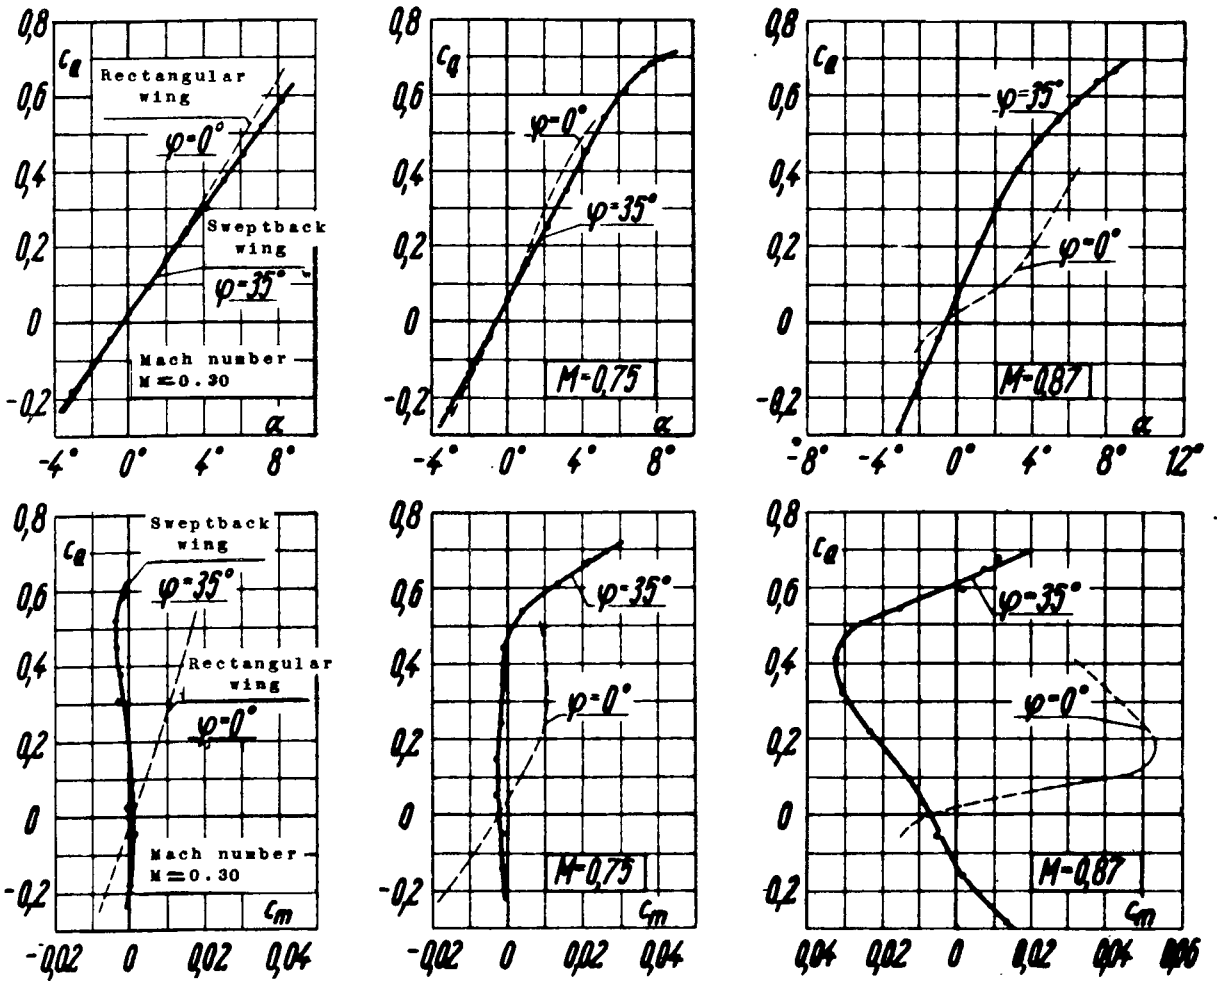 0,8
c_a
Rectangular
wing
φ=0°
0,6
0,4
Sweptback
wing
φ=35°
0,2
0
Mach number
M=0.30
-0,2
α
-4° 0° 4° 8°
0,8
c_a
0,6
φ=0°
0,4
φ=35°
0,2
0
M=0,75
-0,2
α
-4° 0° 4° 8°
0,8
c_a
φ=35°
0,6
0,4
φ=0°
0,2
0
M=0,87
-0,2
α
-8° -4° 0° 4° 8° 12°
0,8
Sweptback
c_a
wing
φ=35°
0,6
Rectangular
0,4
wing
φ=0°
0,2
0
Mach number
M=0.30
-0,2
c_m
-0,02 0 0,02 0,04
0,8
c_a
0,6
φ=35°
0,4
φ=0°
0,2
0
M=0,75
-0,2
c_m
-0,02 0 0,02 0,04
0,8
c_a
0,6
φ=35°
0,4
φ=0°
0,2
0
M=0,87
-0,2
c_m
0,04 0,02 0 0,02 0,04 0,06